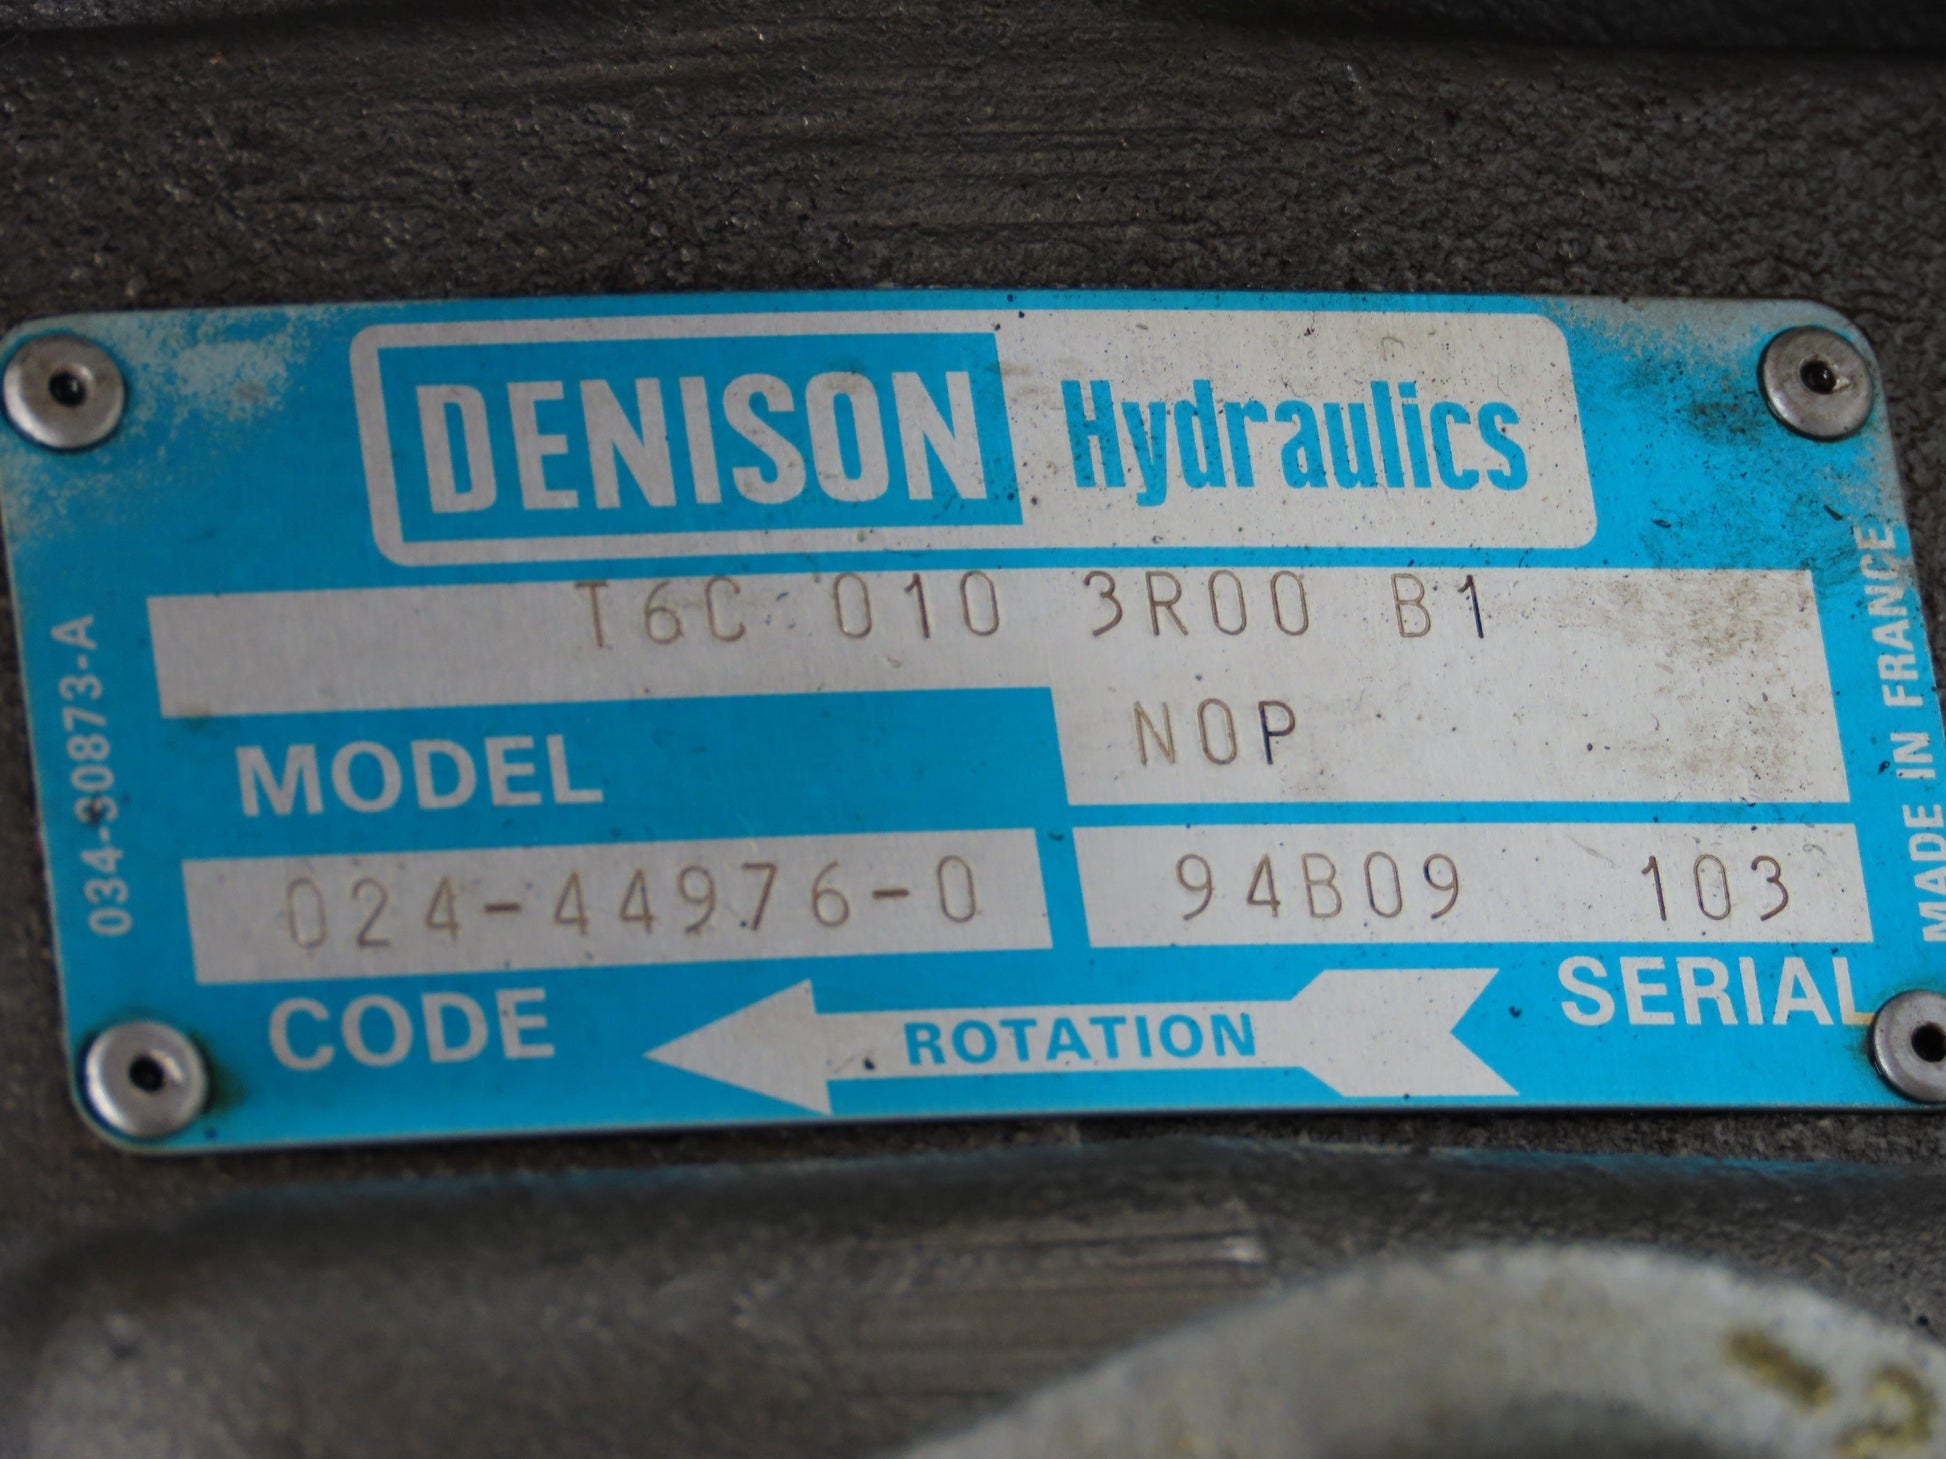 DENISON Hydraulics
T6C 010 3R00 B1
MODEL
NOP
024-44976-0
94B09 103
CODE
ROTATION
SERIAL
034-30873-A
MADE IN FRANCE